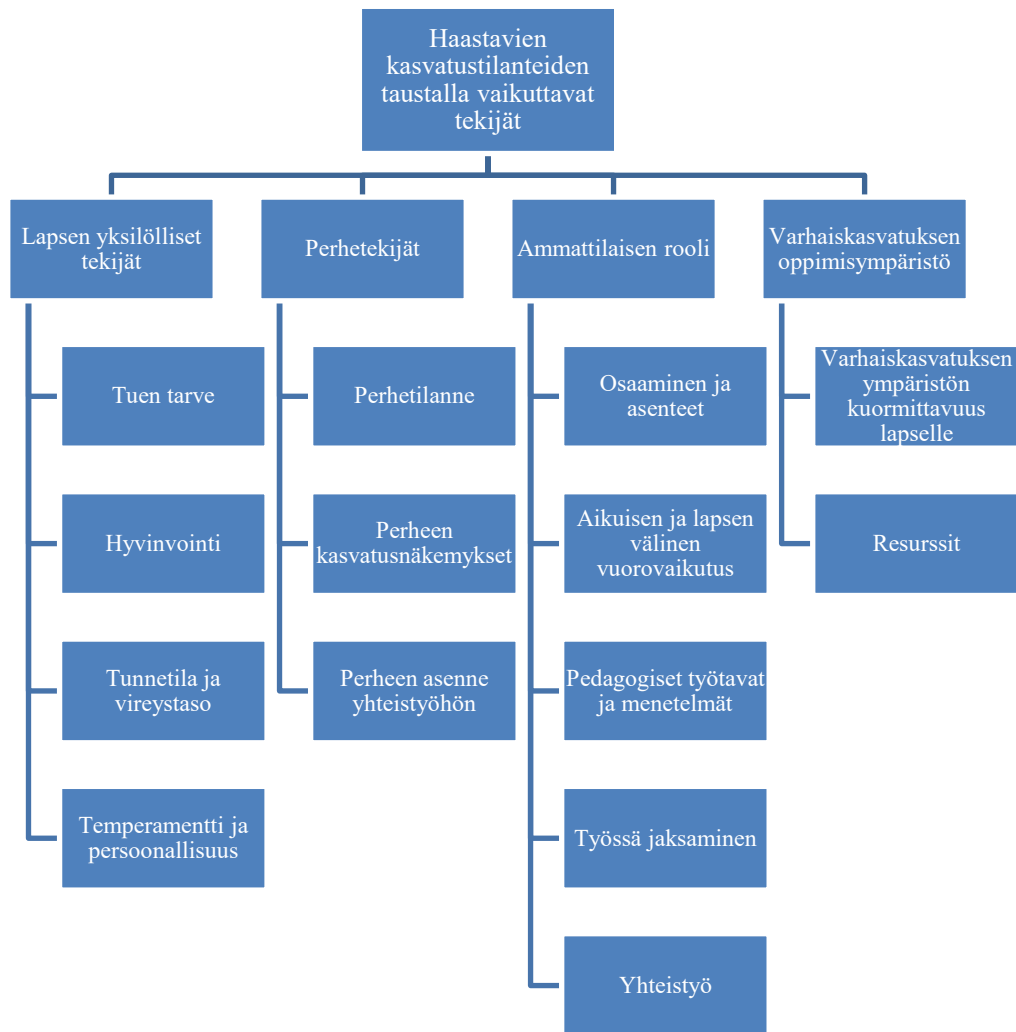 Haastavien
kasvatustilanteiden
taustalla vaikuttavat
tekijät
Lapsen yksilölliset
tekijät
Tuen tarve
Hyvinvointi
Tunnetila ja
vireystaso
Temperamentti ja
persoonallisuus
Perhetekijät
Perhetilanne
Perheen
kasvatusnäkemykset
Perheen asenne
yhteistyöhön
Ammattilaisen rooli
Osaaminen ja
asenteet
Aikuisen ja lapsen
välinen
vuorovaikutus
Pedagogiset työtavat
ja menetelmät
Työssä jaksaminen
Yhteistyö
Varhaiskasvatuksen
oppimisympäristö
Varhaiskasvatuksen
ympäristön
kuormittavuus
lapselle
Resurssit